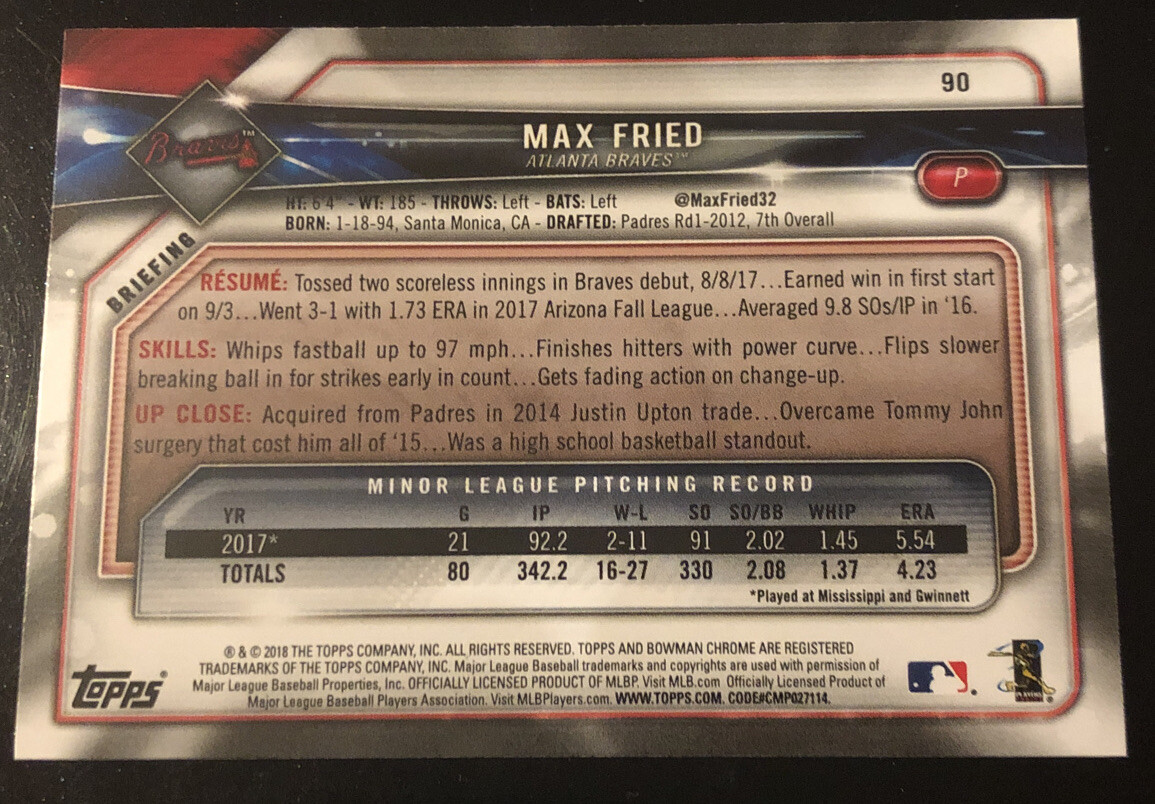 90
Braves™
MAX FRIED
ATLANTA BRAVES™
P
HT: 6'4" - WT: 185 - THROWS: Left - BATS: Left @MaxFried32
BORN: 1-18-94, Santa Monica, CA - DRAFTED: Padres Rd1-2012, 7th Overall
BRIEFING
RÉSUMÉ: Tossed two scoreless innings in Braves debut, 8/8/17...Earned win in first start
on 9/3...Went 3-1 with 1.73 ERA in 2017 Arizona Fall League...Averaged 9.8 SOs/IP in '16.
SKILLS: Whips fastball up to 97 mph...Finishes hitters with power curve...Flips slower
breaking ball in for strikes early in count...Gets fading action on change-up.
UP CLOSE: Acquired from Padres in 2014 Justin Upton trade...Overcame Tommy John
surgery that cost him all of '15...Was a high school basketball standout.
MINOR LEAGUE PITCHING RECORD
YR G IP W-L SO SO/BB WHIP ERA
2017* 21 92.2 2-11 91 2.02 1.45 5.54
TOTALS 80 342.2 16-27 330 2.08 1.37 4.23
*Played at Mississippi and Gwinnett
® & © 2018 THE TOPPS COMPANY, INC. ALL RIGHTS RESERVED. TOPPS AND BOWMAN CHROME ARE REGISTERED
TRADEMARKS OF THE TOPPS COMPANY, INC. Major League Baseball trademarks and copyrights are used with permission of
Major League Baseball Properties, Inc. OFFICIALLY LICENSED PRODUCT OF MLBP. Visit MLB.com Officially Licensed Product of
Major League Baseball Players Association. Visit MLBPlayers.com. WWW.TOPPS.COM. CODE#CMP027114.
topps®
PLAYERS